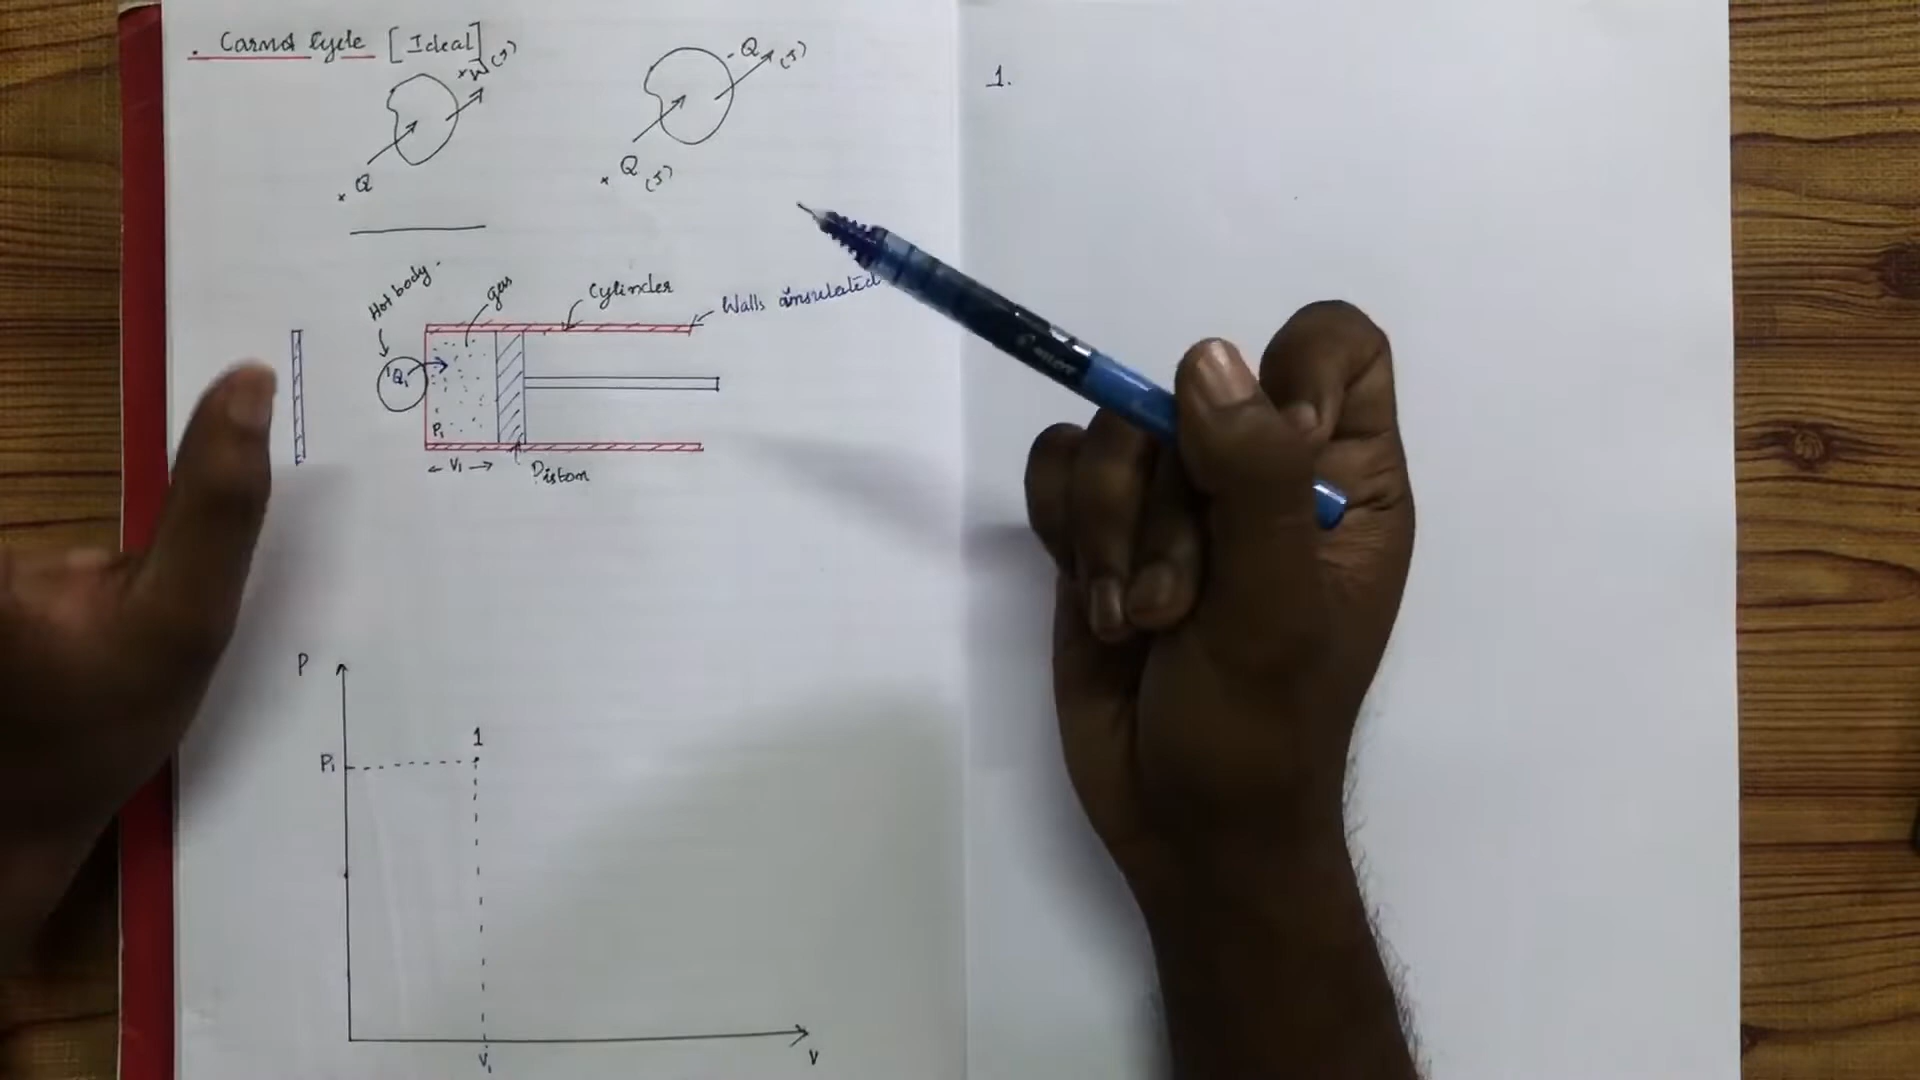 . Carnot Cycle [Ideal]
+W (J)
-Q (J)
+ Q
+ Q (J)
1.
Hot body.
gas
Cylinder
Walls insulated
Q₁
P₁
← V₁ →
Piston
P
1
P₁
V₁
V